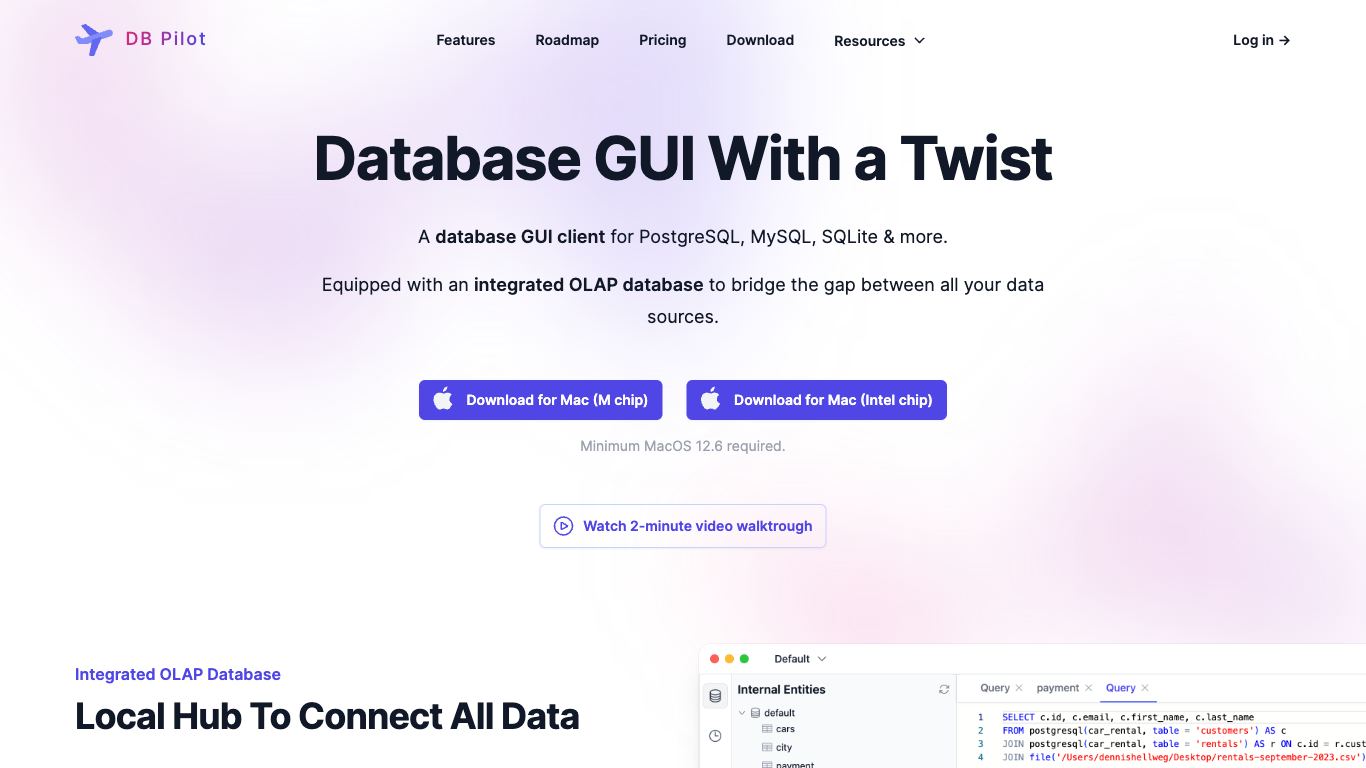 DB Pilot
Features
Roadmap
Pricing
Download
Resources
Log in →
Database GUI With a Twist
A database GUI client for PostgreSQL, MySQL, SQLite & more.
Equipped with an integrated OLAP database to bridge the gap between all your data
sources.
Download for Mac (M chip)
Download for Mac (Intel chip)
Minimum MacOS 12.6 required.
Watch 2-minute video walktrough
Integrated OLAP Database
Local Hub To Connect All Data
Default
Internal Entities
default
cars
city
payment
Query
payment
Query
1 SELECT c.id, c.email, c.first_name, c.last_name
2 FROM postgresql(car_rental, table = 'customers') AS c
3 JOIN postgresql(car_rental, table = 'rentals') AS r ON c.id = r.cust
4 JOIN file('/Users/dennishellweg/Desktop/rentals-september-2023.csv')